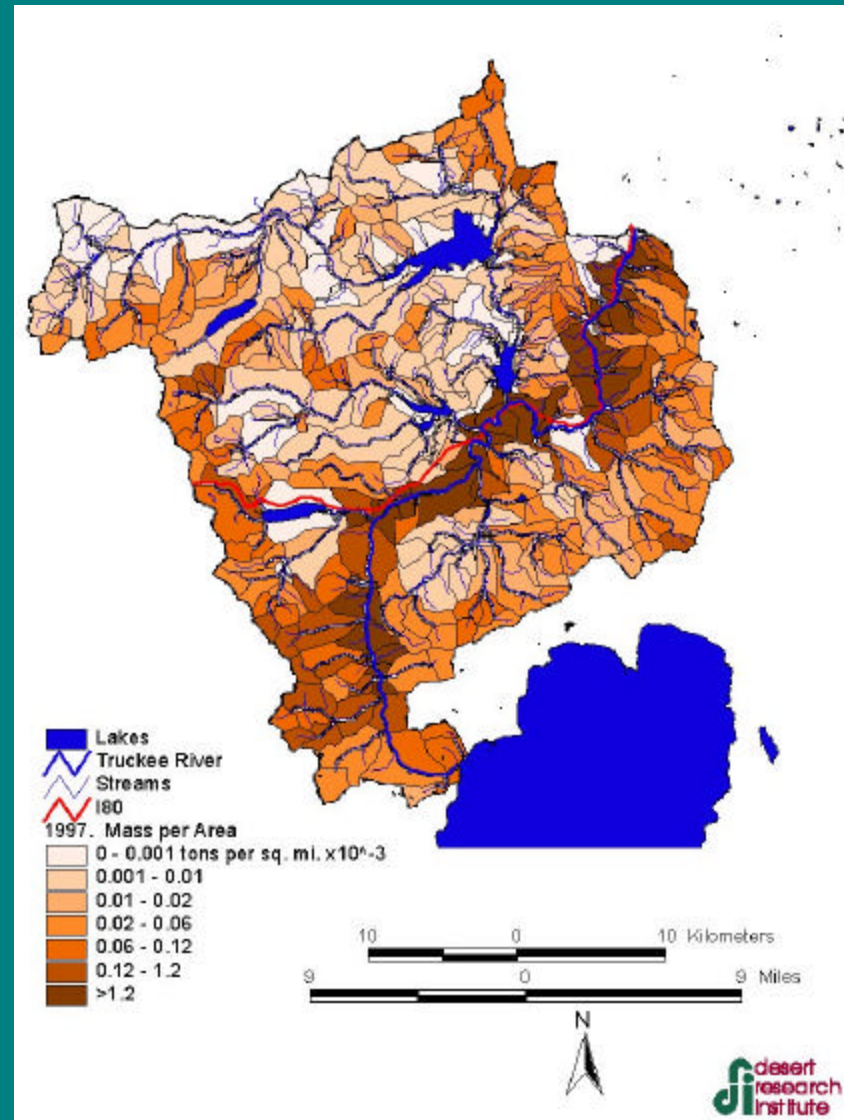 Lakes
Truckee River
Streams
I80
1997. Mass per Area
0 - 0.001 tons per sq. mi. x10^-3
0.001 - 0.01
0.01 - 0.02
0.02 - 0.06
0.06 - 0.12
0.12 - 1.2
>1.2
10 0 10 Kilometers
9 0 9 Miles
N
desert
research
institute